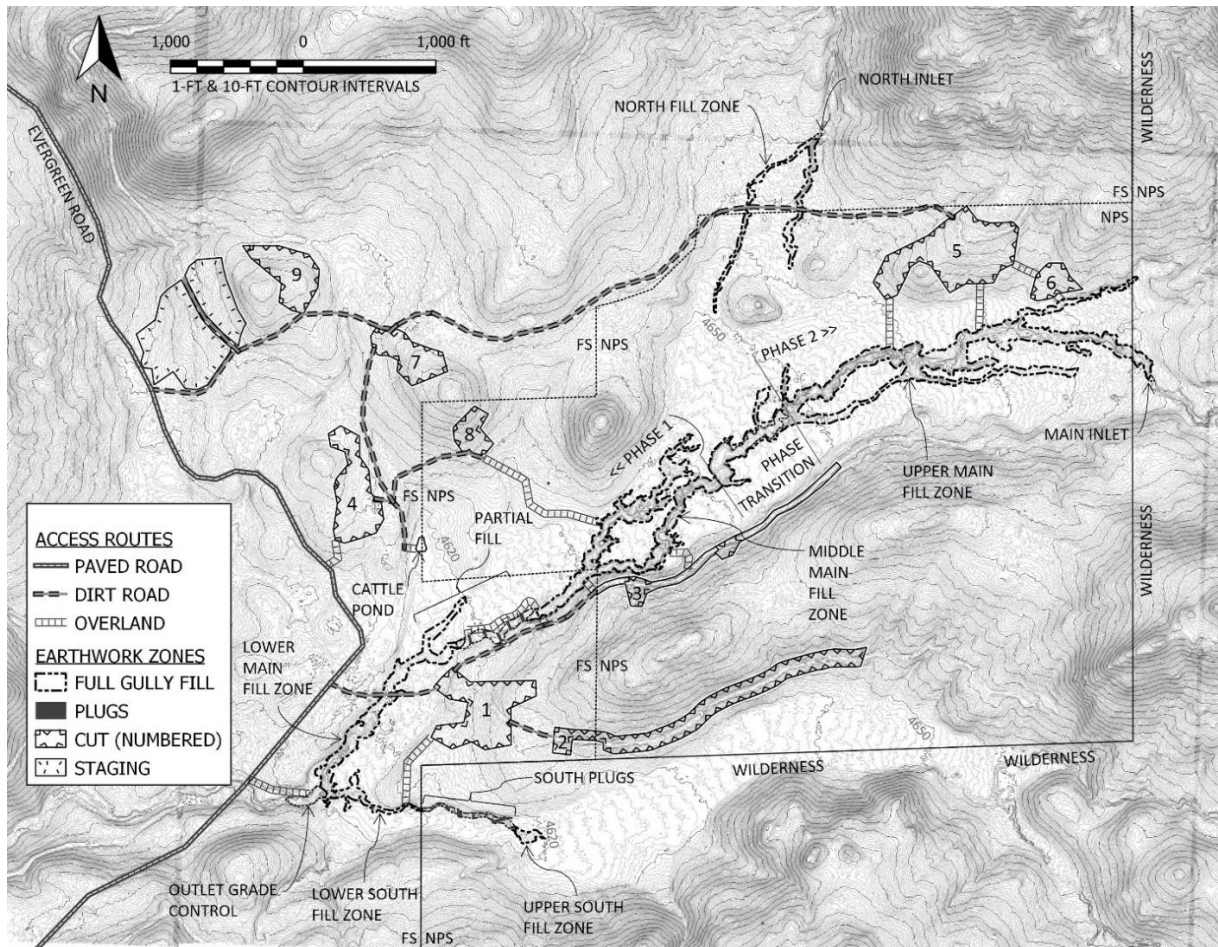 1,000 0 1,000 ft
1-FT & 10-FT CONTOUR INTERVALS
N
NORTH INLET
NORTH FILL ZONE
WILDERNESS
EVERGREEN ROAD
FS NPS
NPS
5
6
9
4650
7
FS NPS
PHASE 2 >>
8
<< PHASE 1
PHASE
TRANSITION
MAIN INLET
UPPER MAIN
FILL ZONE
4
FS NPS
PARTIAL
FILL
4620
CATTLE
POND
MIDDLE
MAIN
FILL
ZONE
3
WILDERNESS
ACCESS ROUTES
PAVED ROAD
DIRT ROAD
OVERLAND
EARTHWORK ZONES
FULL GULLY FILL
PLUGS
CUT (NUMBERED)
STAGING
LOWER
MAIN
FILL ZONE
FS NPS
1
2
4650
WILDERNESS
WILDERNESS
SOUTH PLUGS
4620
OUTLET GRADE
CONTROL
LOWER SOUTH
FILL ZONE
UPPER SOUTH
FILL ZONE
FS NPS